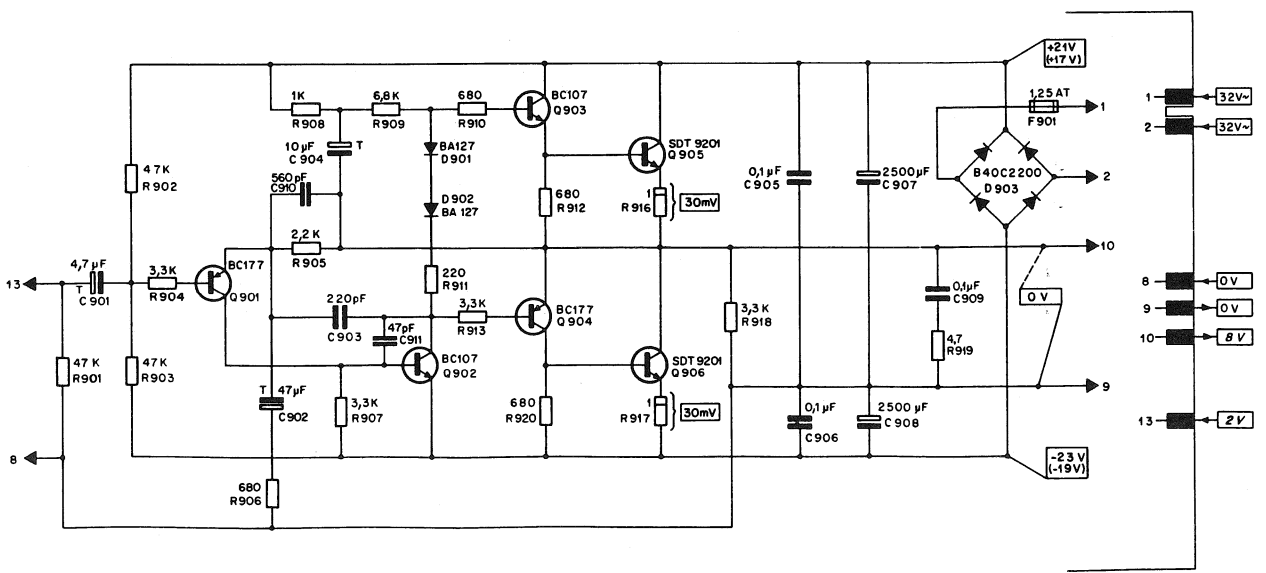 +21V
(+17V)
1K
R908
6,8K
R909
680
R910
BC107
Q903
1,25 AT
F901
1
1
32V~
2
32V~
10µF
C904
T
BA127
D901
SDT 9201
Q905
47K
R902
560pF
C910
D902
BA 127
680
R912
1
R916
30mV
0,1µF
C905
2500µF
C907
B40C2200
D903
2
2,2K
R905
10
13
4,7µF
T
C901
3,3K
R904
BC177
Q901
220
R911
220pF
C903
47pF
C911
3,3K
R913
BC177
Q904
3,3K
R918
0,1µF
C909
0V
8
0V
9
0V
10
8V
4,7
R919
47K
R901
47K
R903
T
47µF
C902
3,3K
R907
BC107
Q902
SDT 9201
Q906
9
680
R920
1
R917
30mV
0,1µF
C906
2500µF
C908
13
2V
8
-23V
(-19V)
680
R906